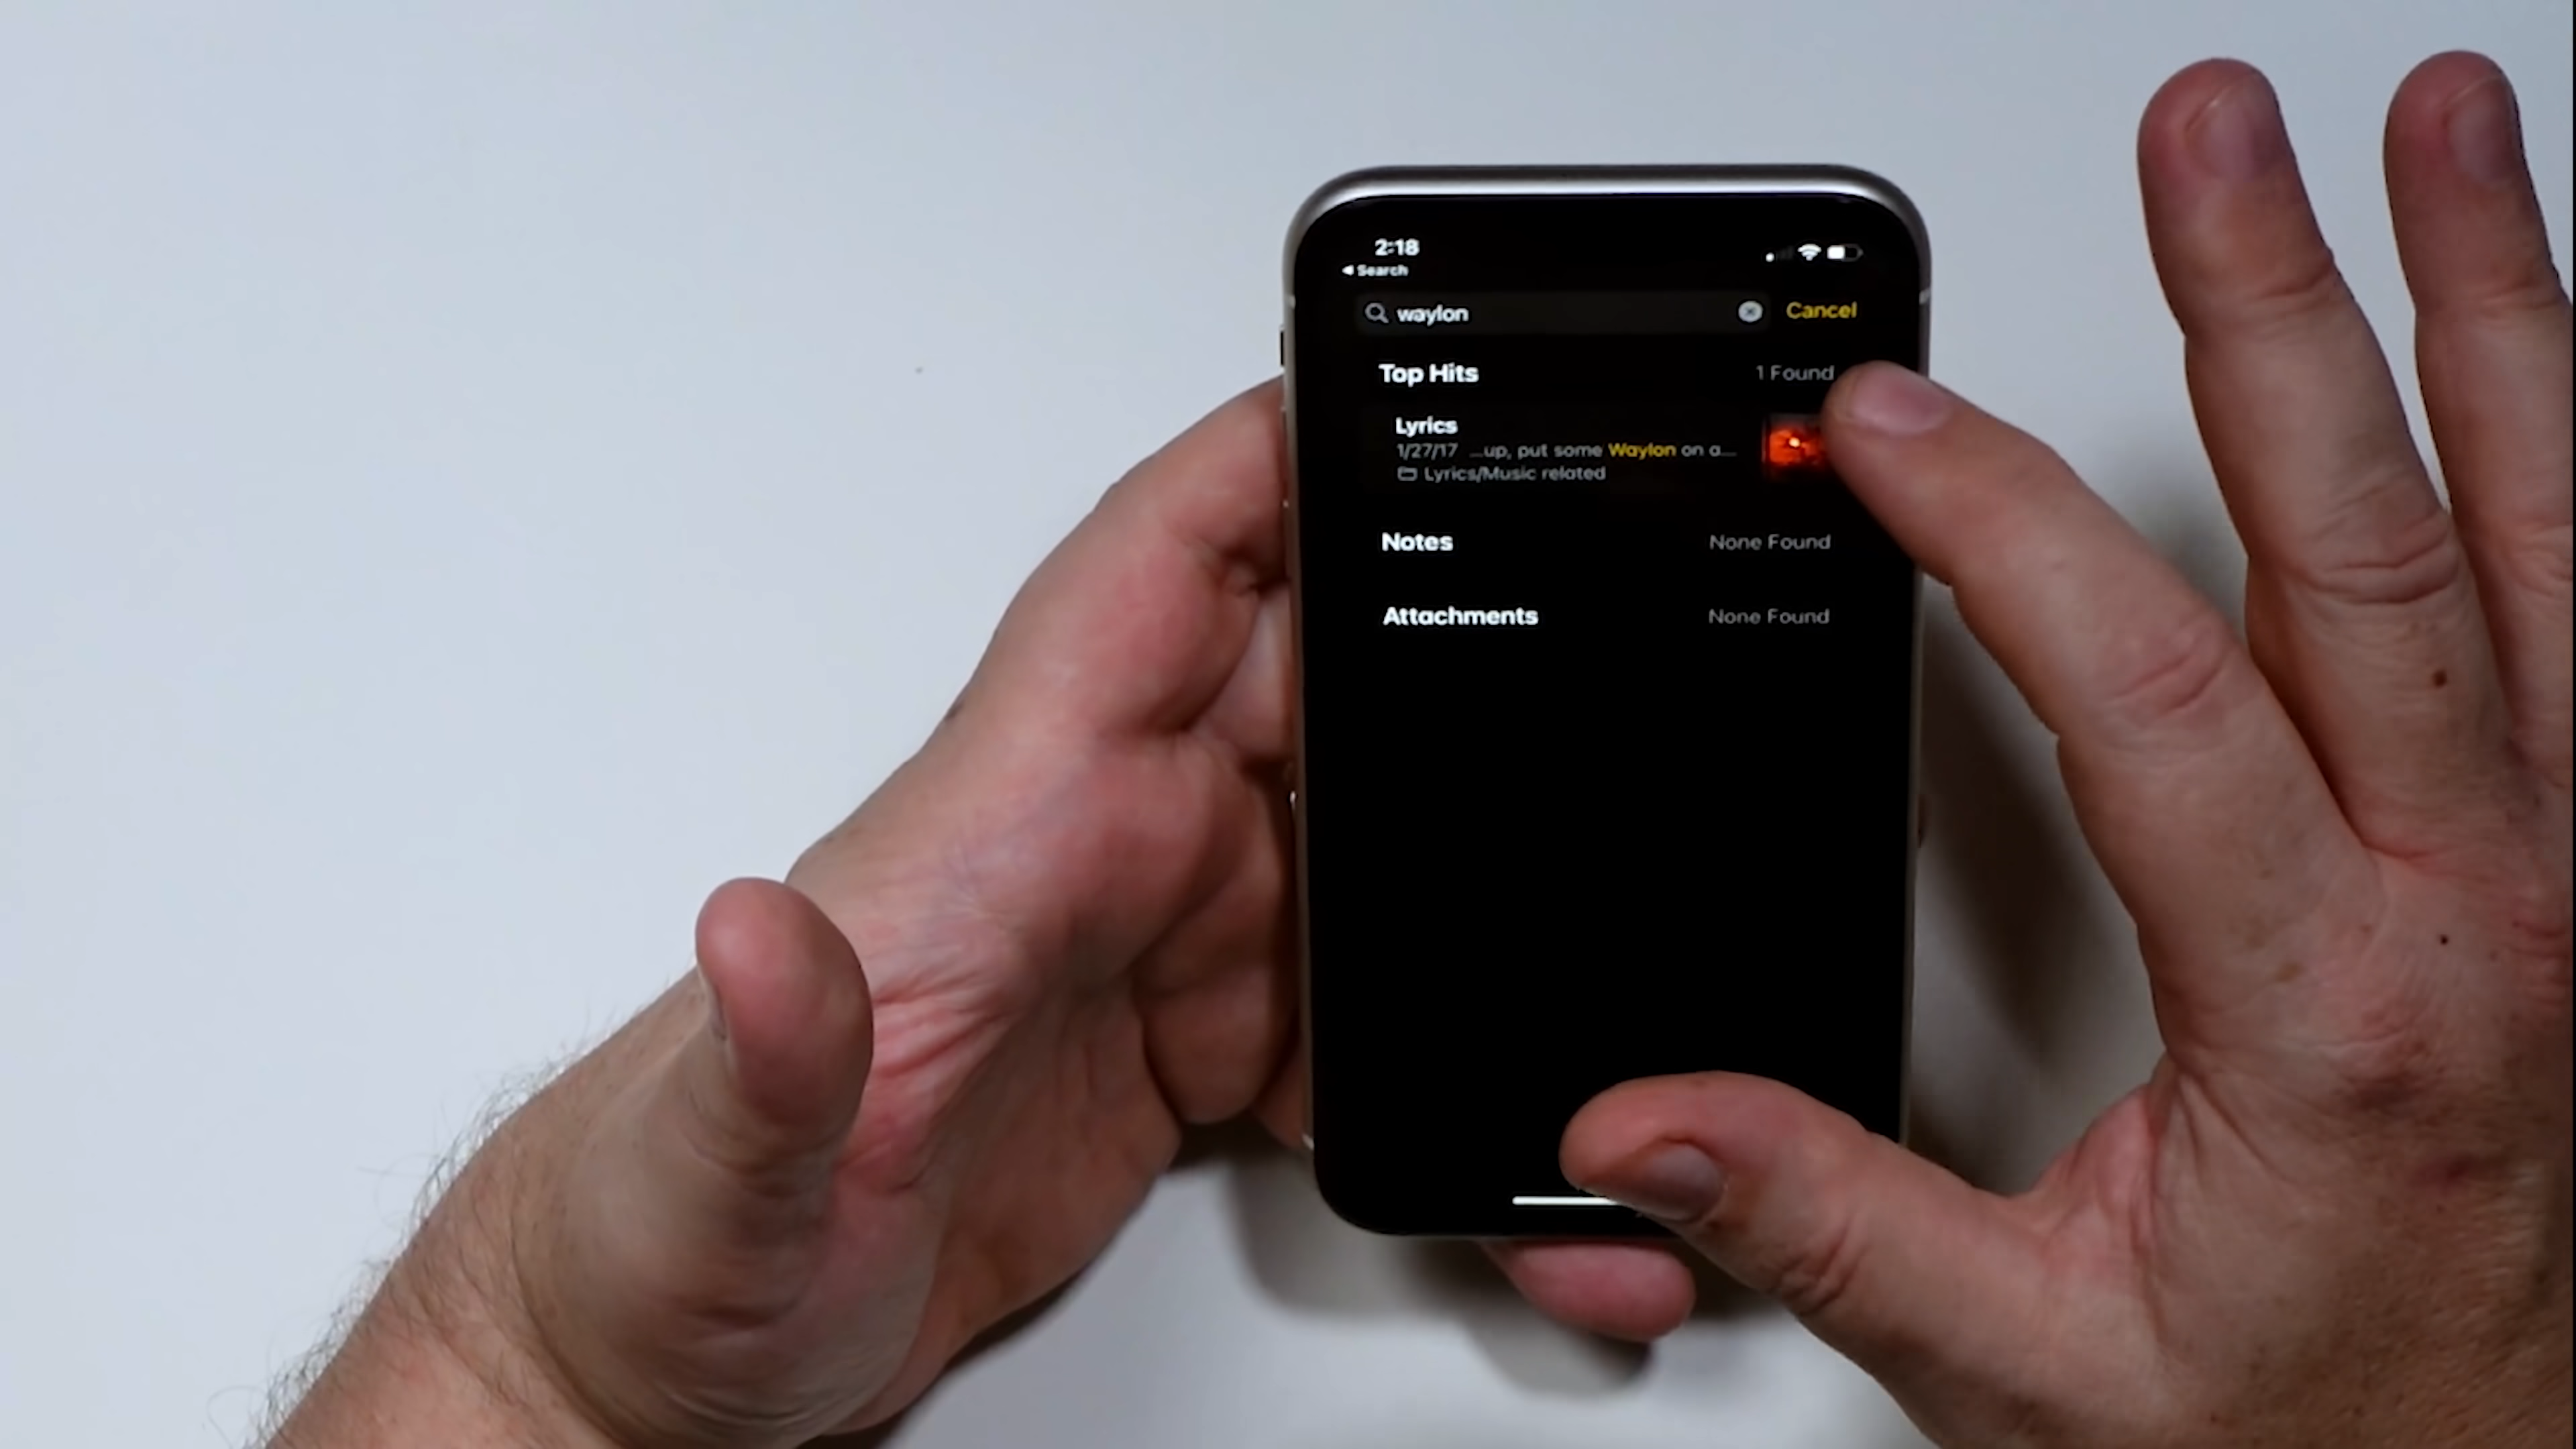 2:18
◀ Search
waylon
Cancel
Top Hits
1 Found
Lyrics
1/27/17 ...up, put some Waylon on a...
Lyrics/Music related
Notes
None Found
Attachments
None Found